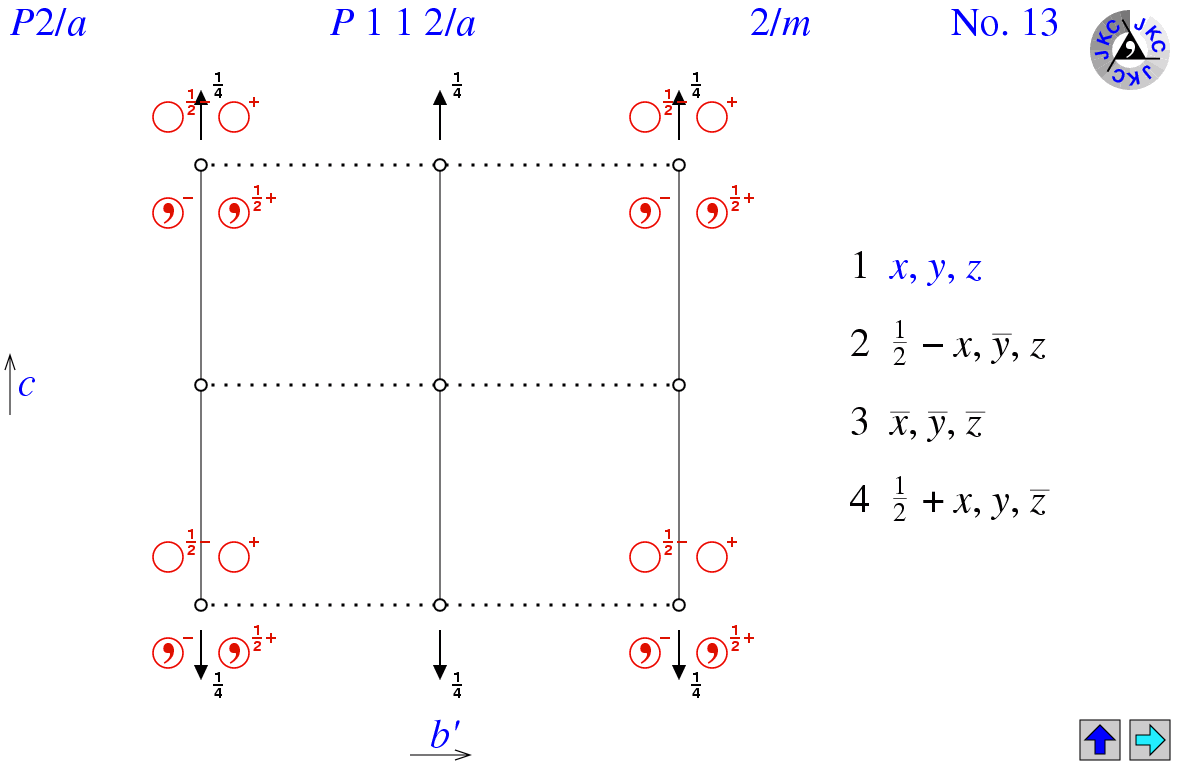 P2/a P 1 1 2/a 2/m No. 13
JKC JKC JKC
1/4 1/4 1/4
1/2− + 1/2− +
− 1/2+ − 1/2+
1 x, y, z
2 1/2 − x, y̅, z
c
3 x̅, y̅, z̅
4 1/2 + x, y, z̅
1/2− + 1/2− +
− 1/2+ − 1/2+
1/4 1/4 1/4
b′